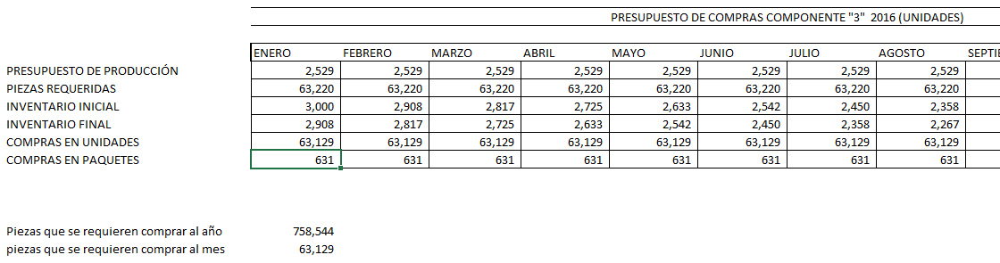 PRESUPUESTO DE COMPRAS COMPONENTE "3" 2016 (UNIDADES)
ENERO FEBRERO MARZO ABRIL MAYO JUNIO JULIO AGOSTO
PRESUPUESTO DE PRODUCCIÓN 2,529 2,529 2,529 2,529 2,529 2,529 2,529 2,529
PIEZAS REQUERIDAS 63,220 63,220 63,220 63,220 63,220 63,220 63,220 63,220
INVENTARIO INICIAL 3,000 2,908 2,817 2,725 2,633 2,542 2,450 2,358
INVENTARIO FINAL 2,908 2,817 2,725 2,633 2,542 2,450 2,358 2,267
COMPRAS EN UNIDADES 63,129 63,129 63,129 63,129 63,129 63,129 63,129 63,129
COMPRAS EN PAQUETES 631 631 631 631 631 631 631 631
Piezas que se requieren comprar al año 758,544
piezas que se requieren comprar al mes 63,129